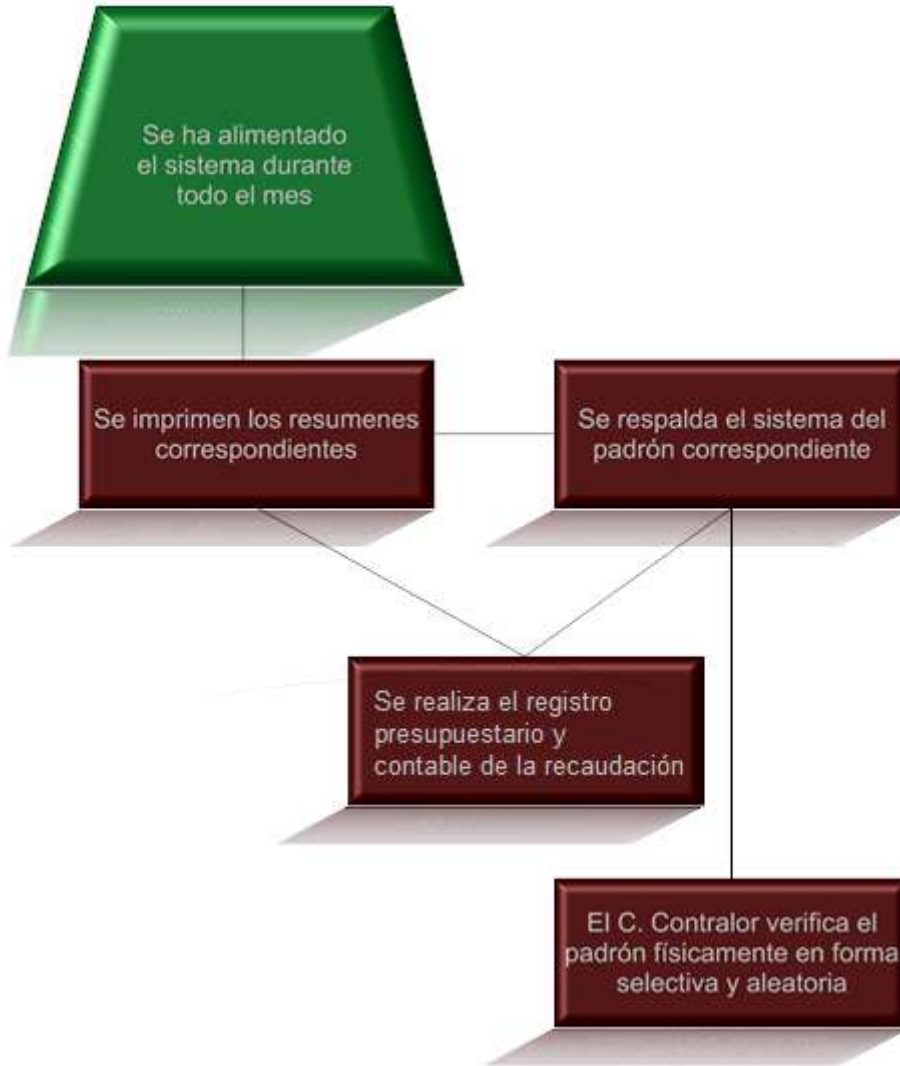 Se ha alimentado
el sistema durante
todo el mes
Se imprimen los resumenes
correspondientes
Se respalda el sistema del
padrón correspondiente
Se realiza el registro
presupuestario y
contable de la recaudación
El C. Contralor verifica el
padrón físicamente en forma
selectiva y aleatoria